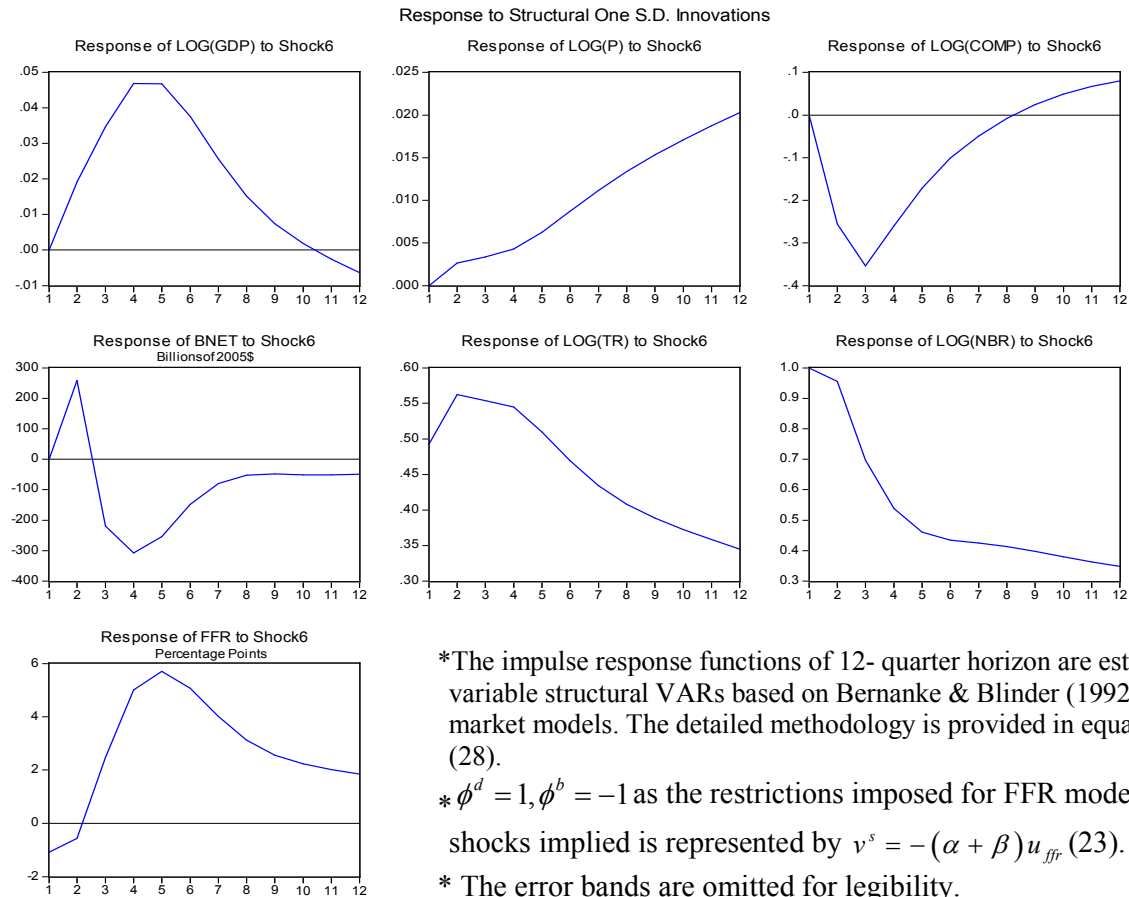 Response to Structural One S.D. Innovations
Response of LOG(GDP) to Shock6
.05
.04
.03
.02
.01
.00
-.01
1 2 3 4 5 6 7 8 9 10 11 12
Response of LOG(P) to Shock6
.025
.020
.015
.010
.005
.000
1 2 3 4 5 6 7 8 9 10 11 12
Response of LOG(COMP) to Shock6
.1
.0
-.1
-.2
-.3
-.4
1 2 3 4 5 6 7 8 9 10 11 12
Response of BNET to Shock6
Billionsof2005$
300
200
100
0
-100
-200
-300
-400
1 2 3 4 5 6 7 8 9 10 11 12
Response of LOG(TR) to Shock6
.60
.55
.50
.45
.40
.35
.30
1 2 3 4 5 6 7 8 9 10 11 12
Response of LOG(NBR) to Shock6
1.0
0.9
0.8
0.7
0.6
0.5
0.4
0.3
1 2 3 4 5 6 7 8 9 10 11 12
Response of FFR to Shock6
Percentage Points
6
4
2
0
-2
1 2 3 4 5 6 7 8 9 10 11 12
*The impulse response functions of 12- quarter horizon are est
variable structural VARs based on Bernanke & Blinder (1992
market models. The detailed methodology is provided in equa
(28).
* ϕ^d = 1, ϕ^b = −1 as the restrictions imposed for FFR mode
shocks implied is represented by v^s = −(α + β) u_ffr (23).
* The error bands are omitted for legibility.